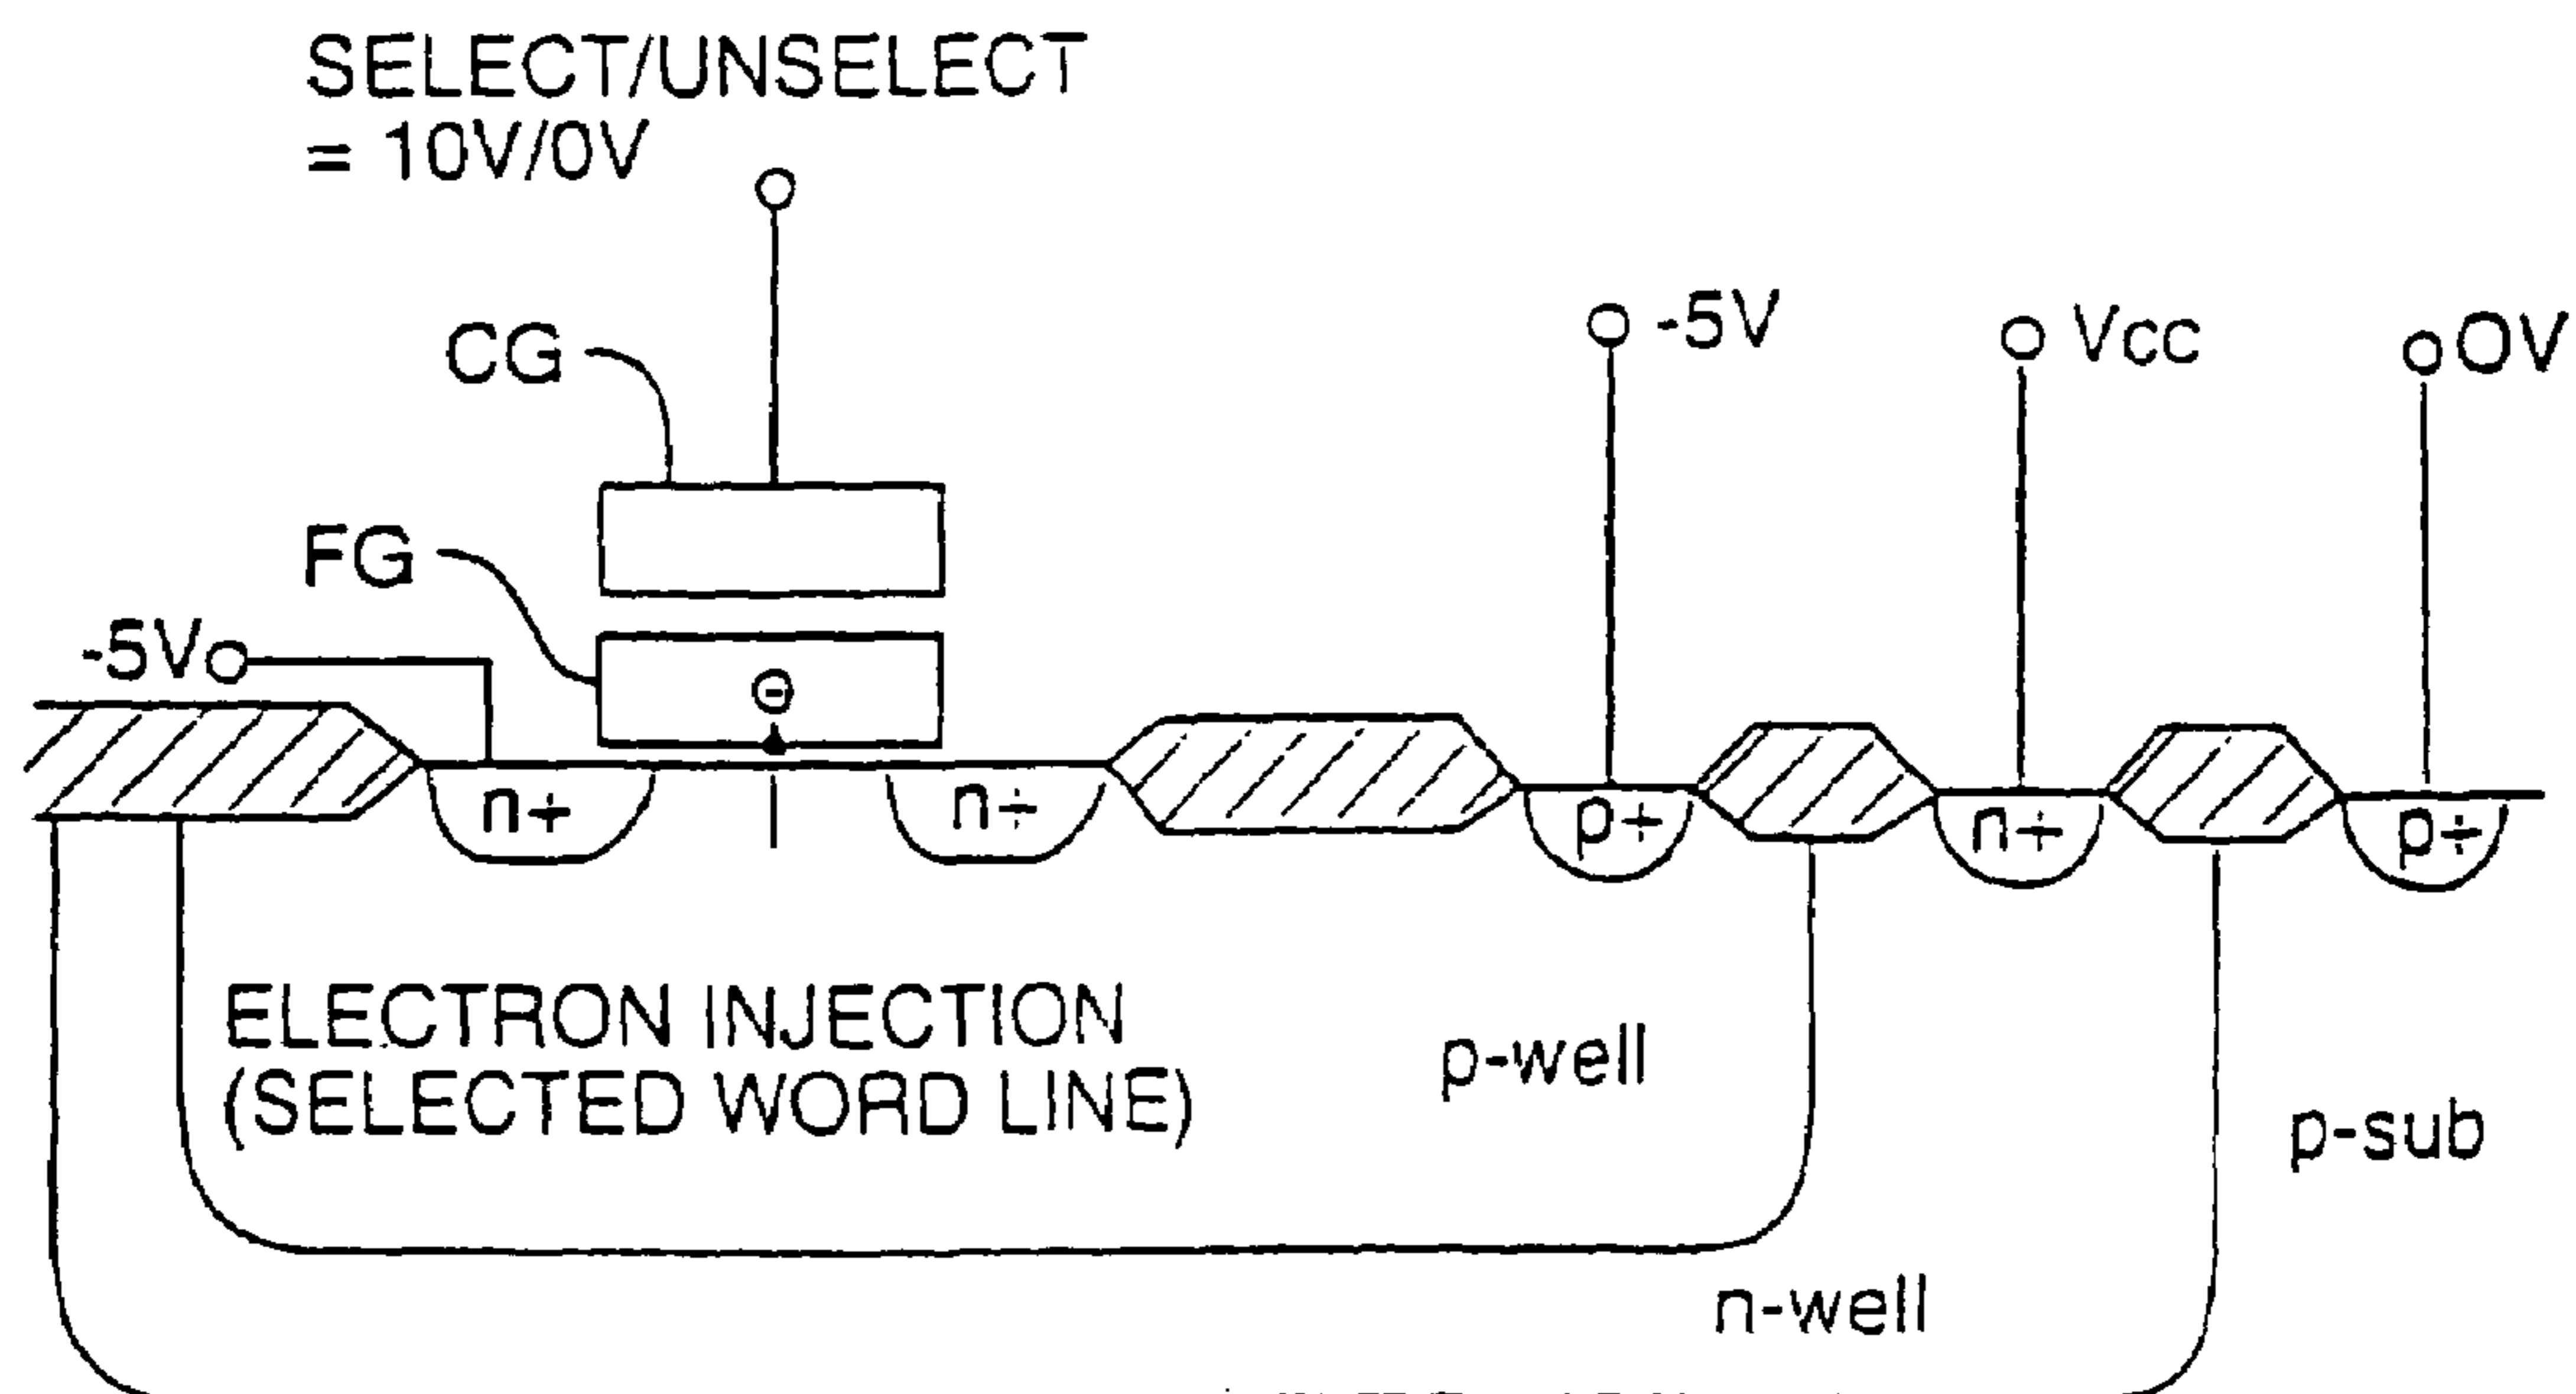 SELECT/UNSELECT
= 10V/0V
CG
-5V
Vcc
0V
FG
-5V
n+
n+
p+
n+
p+
ELECTRON INJECTION
(SELECTED WORD LINE)
p-well
p-sub
n-well